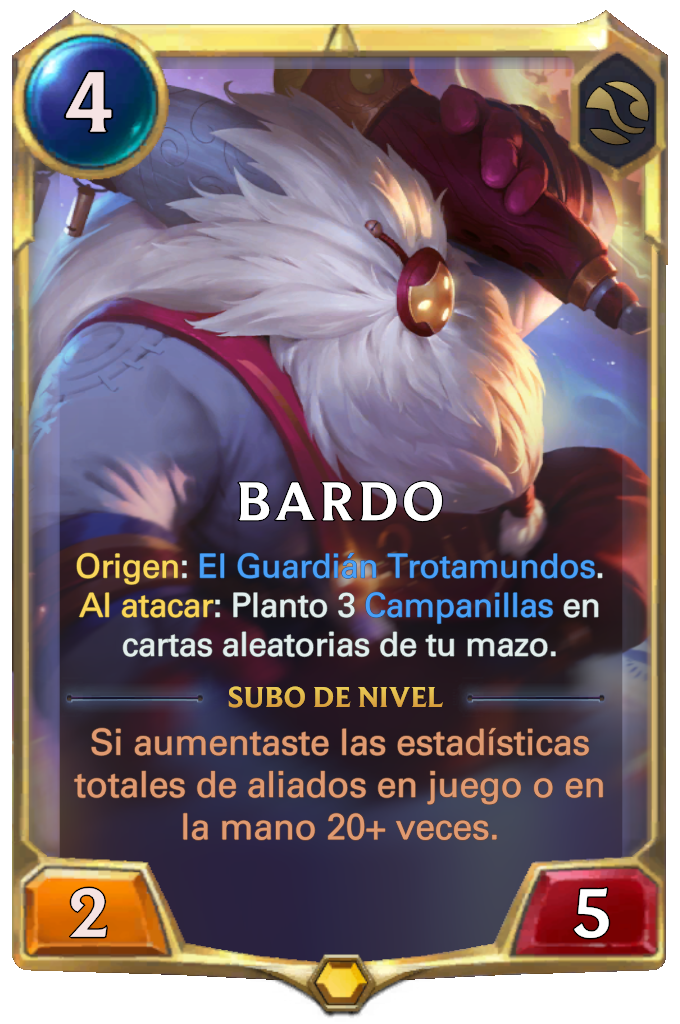 4
BARDO
Origen: El Guardián Trotamundos.
Al atacar: Planto 3 Campanillas en
cartas aleatorias de tu mazo.
SUBO DE NIVEL
Si aumentaste las estadísticas
totales de aliados en juego o en
la mano 20+ veces.
2
5